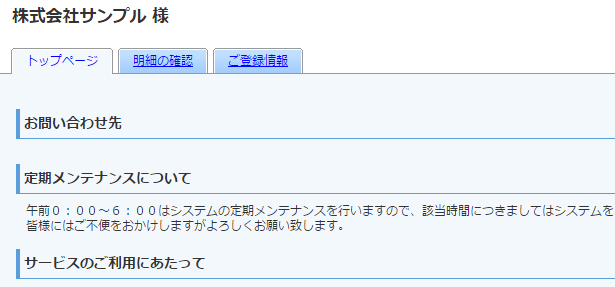 株式会社サンプル 様
トップページ 明細の確認 ご登録情報
お問い合わせ先
定期メンテナンスについて
午前０：００～６：００はシステムの定期メンテナンスを行いますので、該当時間につきましてはシステムを
皆様にはご不便をおかけしますがよろしくお願い致します。
サービスのご利用にあたって